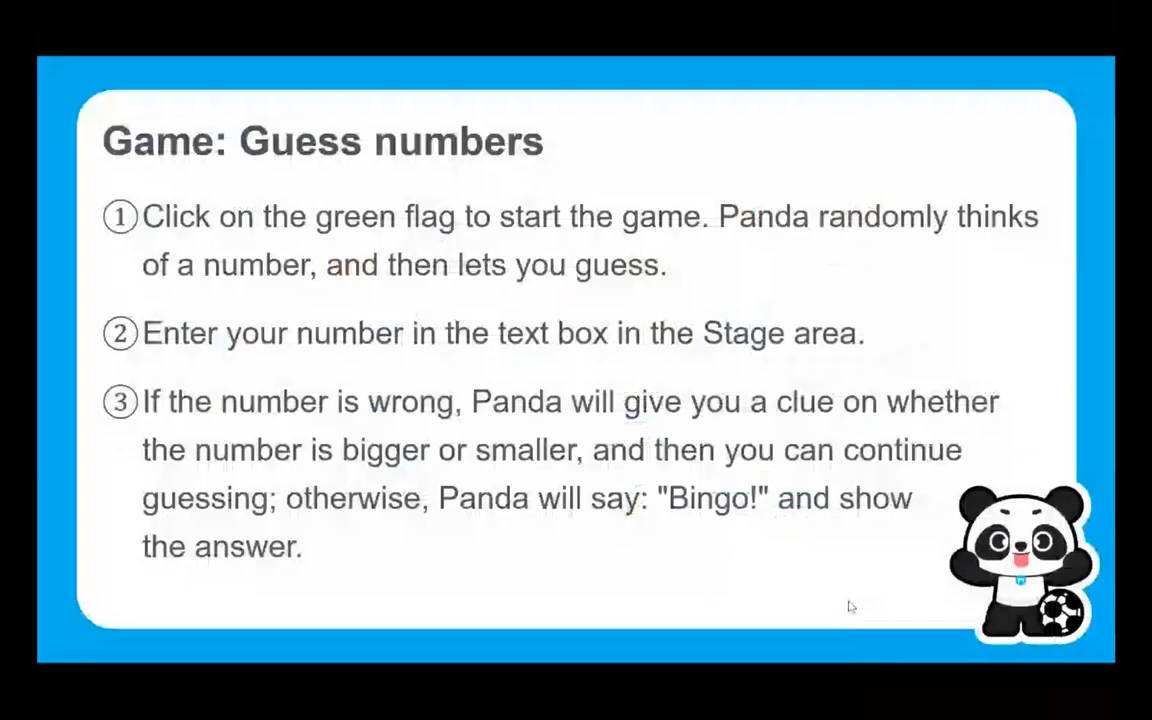 Game: Guess numbers
①Click on the green flag to start the game. Panda randomly thinks
of a number, and then lets you guess.
②Enter your number in the text box in the Stage area.
③If the number is wrong, Panda will give you a clue on whether
the number is bigger or smaller, and then you can continue
guessing; otherwise, Panda will say: "Bingo!" and show
the answer.